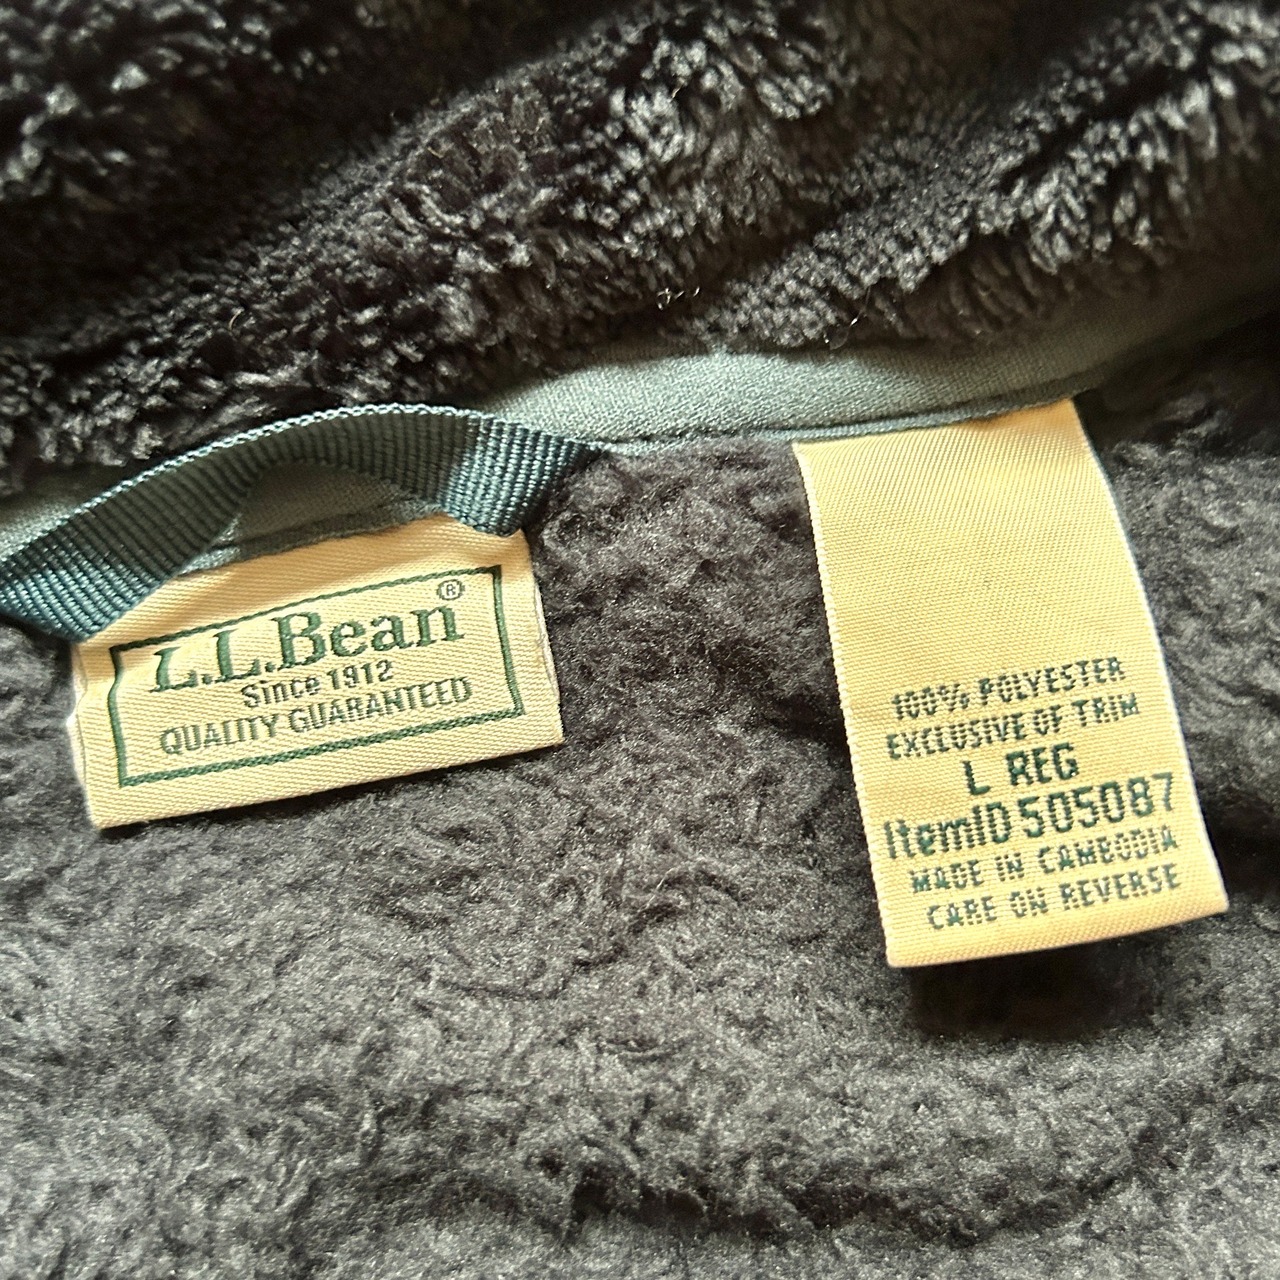 L.L.Bean®
Since 1912
QUALITY GUARANTEED
100% POLYESTER
EXCLUSIVE OF TRIM
L REG
ItemID 505087
MADE IN CAMBODIA
CARE ON REVERSE